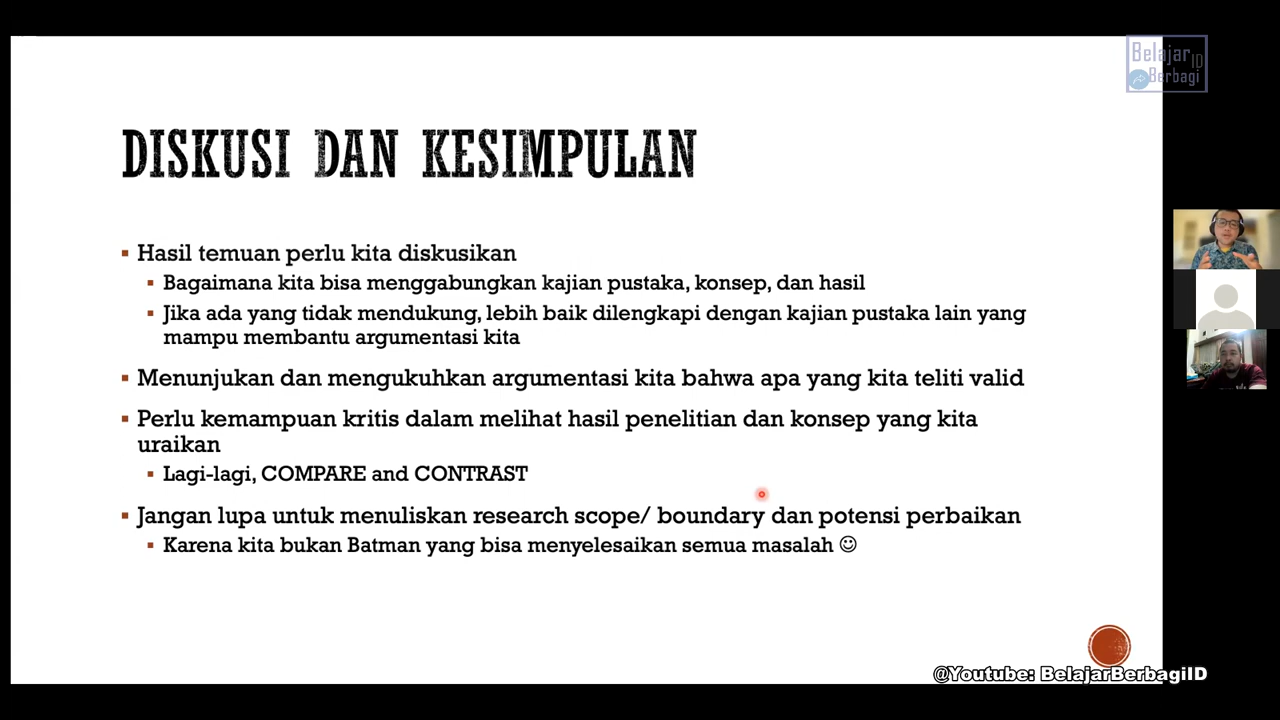 Belajar ID
Berbagi
DISKUSI DAN KESIMPULAN
Hasil temuan perlu kita diskusikan
Bagaimana kita bisa menggabungkan kajian pustaka, konsep, dan hasil
Jika ada yang tidak mendukung, lebih baik dilengkapi dengan kajian pustaka lain yang
mampu membantu argumentasi kita
Menunjukan dan mengukuhkan argumentasi kita bahwa apa yang kita teliti valid
Perlu kemampuan kritis dalam melihat hasil penelitian dan konsep yang kita
uraikan
Lagi-lagi, COMPARE and CONTRAST
Jangan lupa untuk menuliskan research scope/ boundary dan potensi perbaikan
Karena kita bukan Batman yang bisa menyelesaikan semua masalah ☺
@Youtube: BelajarBerbagiID